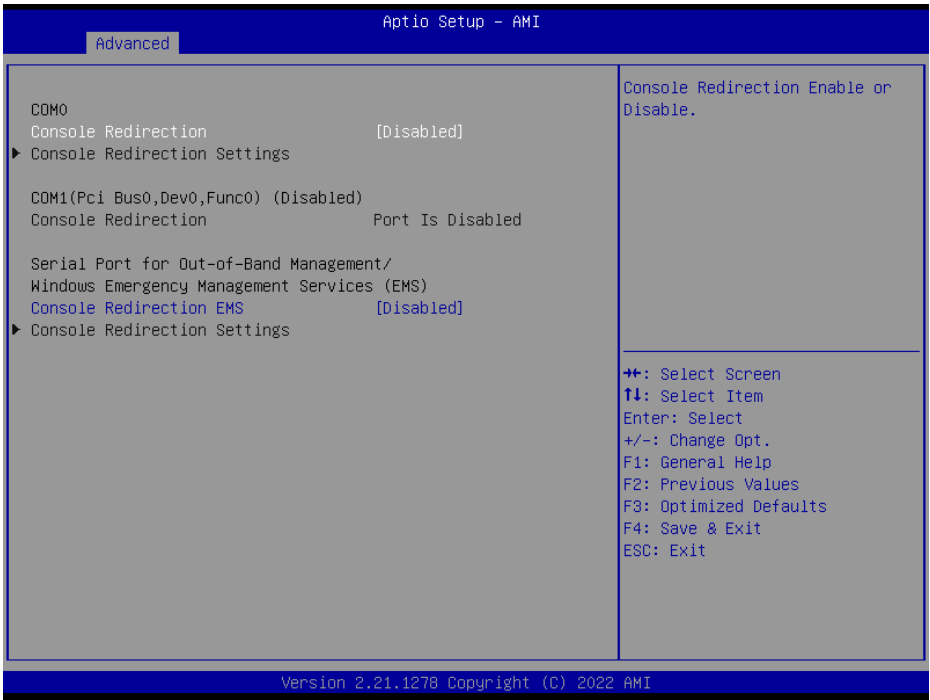 Aptio Setup – AMI
Advanced
COM0
Console Redirection [Disabled]
Console Redirection Settings
COM1(Pci Bus0,Dev0,Func0) (Disabled)
Console Redirection Port Is Disabled
Serial Port for Out-of-Band Management/
Windows Emergency Management Services (EMS)
Console Redirection EMS [Disabled]
Console Redirection Settings
Console Redirection Enable or
Disable.
→←: Select Screen
↑↓: Select Item
Enter: Select
+/-: Change Opt.
F1: General Help
F2: Previous Values
F3: Optimized Defaults
F4: Save & Exit
ESC: Exit
Version 2.21.1278 Copyright (C) 2022 AMI